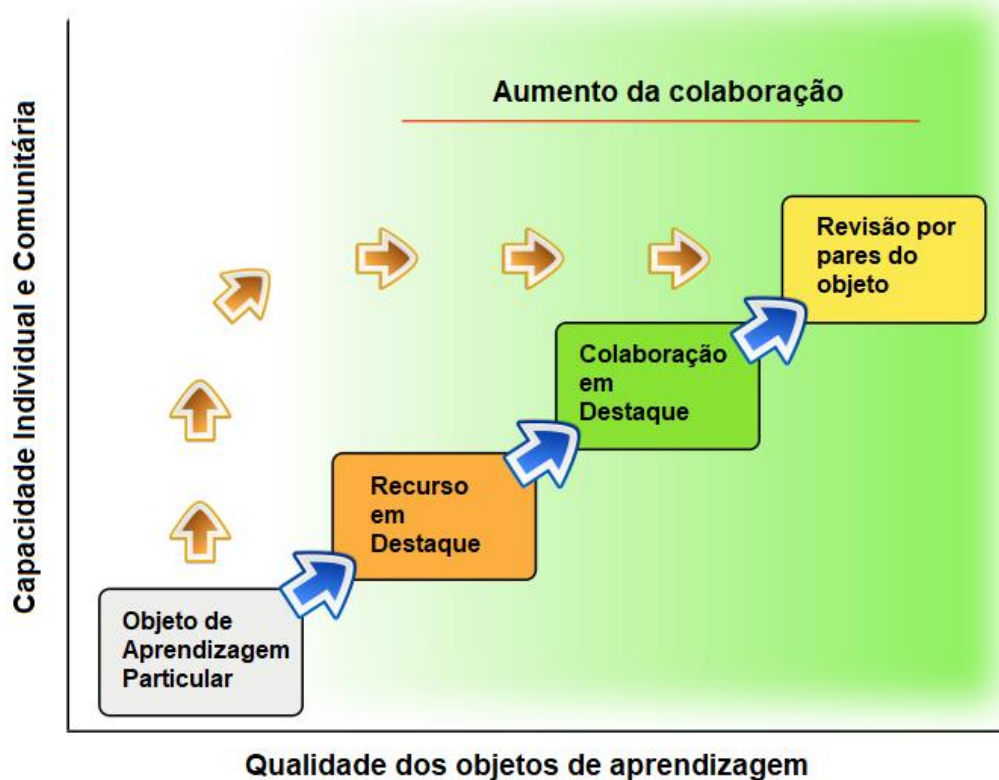 Capacidade Individual e Comunitária
Aumento da colaboração
Revisão por
pares do
objeto
Colaboração
em
Destaque
Recurso
em
Destaque
Objeto de
Aprendizagem
Particular
Qualidade dos objetos de aprendizagem